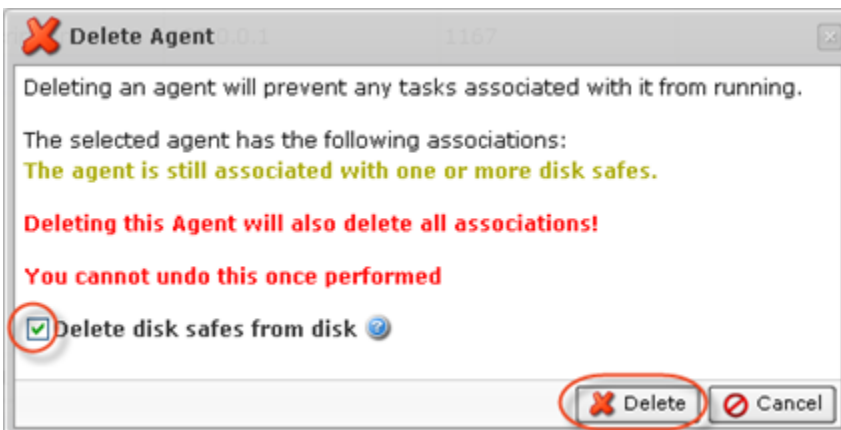 Delete Agent
1167
Deleting an agent will prevent any tasks associated with it from running.
The selected agent has the following associations:
The agent is still associated with one or more disk safes.
Deleting this Agent will also delete all associations!
You cannot undo this once performed
Delete disk safes from disk
Delete Cancel